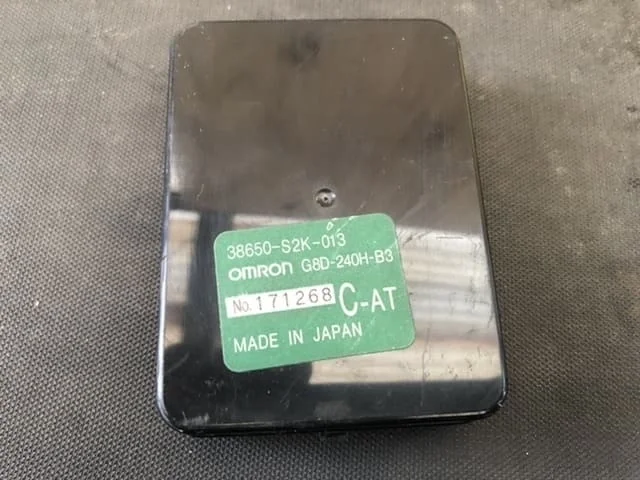 38650-S2K-013
OMRON G8D-240H-B3
No. 171268 C-AT
MADE IN JAPAN